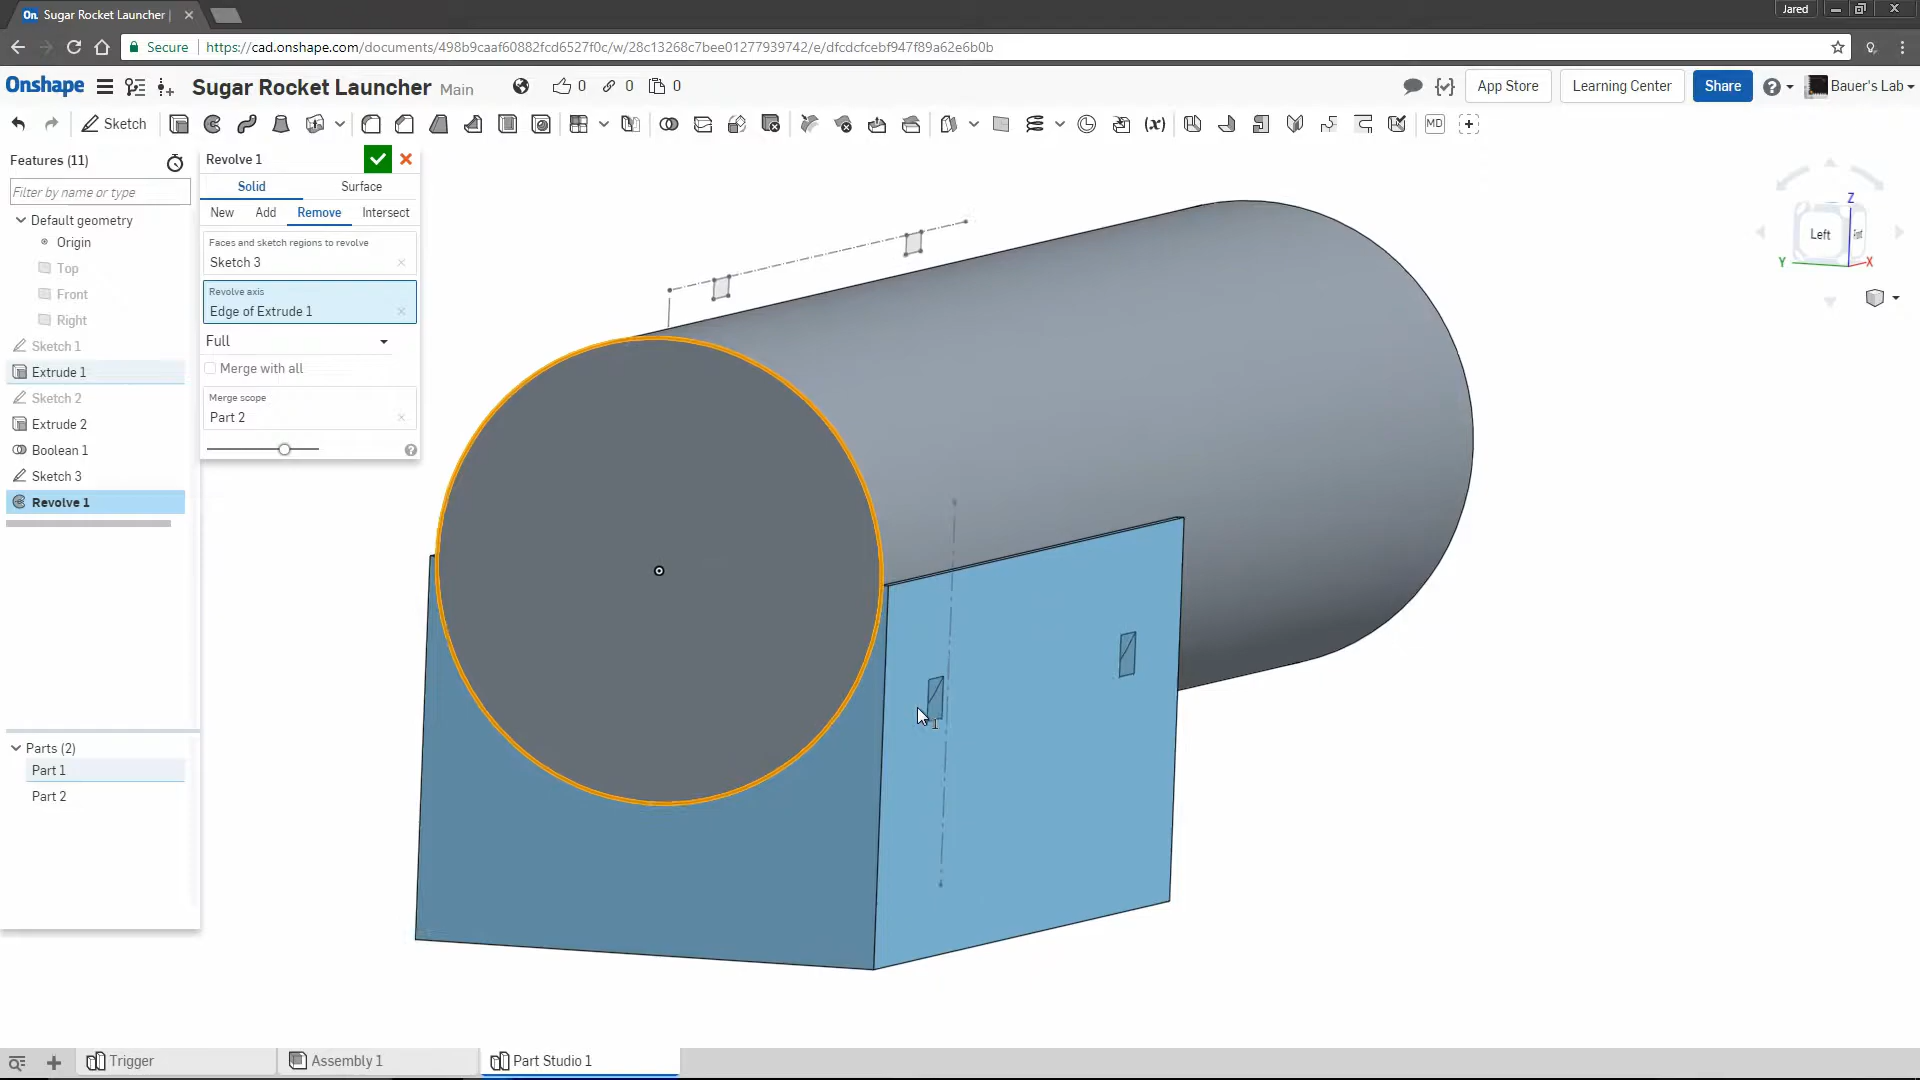 Sugar Rocket Launcher |
Jared
Secure
https://cad.onshape.com/documents/498b9caaf60882fcd6527f0c/w/28c13268c7bee01277939742/e/dfcdcfcebf947f89a62e6b0b
Onshape
Sugar Rocket Launcher Main
0 0 0
App Store
Learning Center
Share
Bauer's Lab
Sketch
(x)
MD
Features (11)
Filter by name or type
Default geometry
Origin
Top
Front
Right
Sketch 1
Extrude 1
Sketch 2
Extrude 2
Boolean 1
Sketch 3
Revolve 1
Revolve 1
Solid Surface
New Add Remove Intersect
Faces and sketch regions to revolve
Sketch 3
Revolve axis
Edge of Extrude 1
Full
Merge with all
Merge scope
Part 2
Z
Left
Y X
Parts (2)
Part 1
Part 2
Trigger
Assembly 1
Part Studio 1